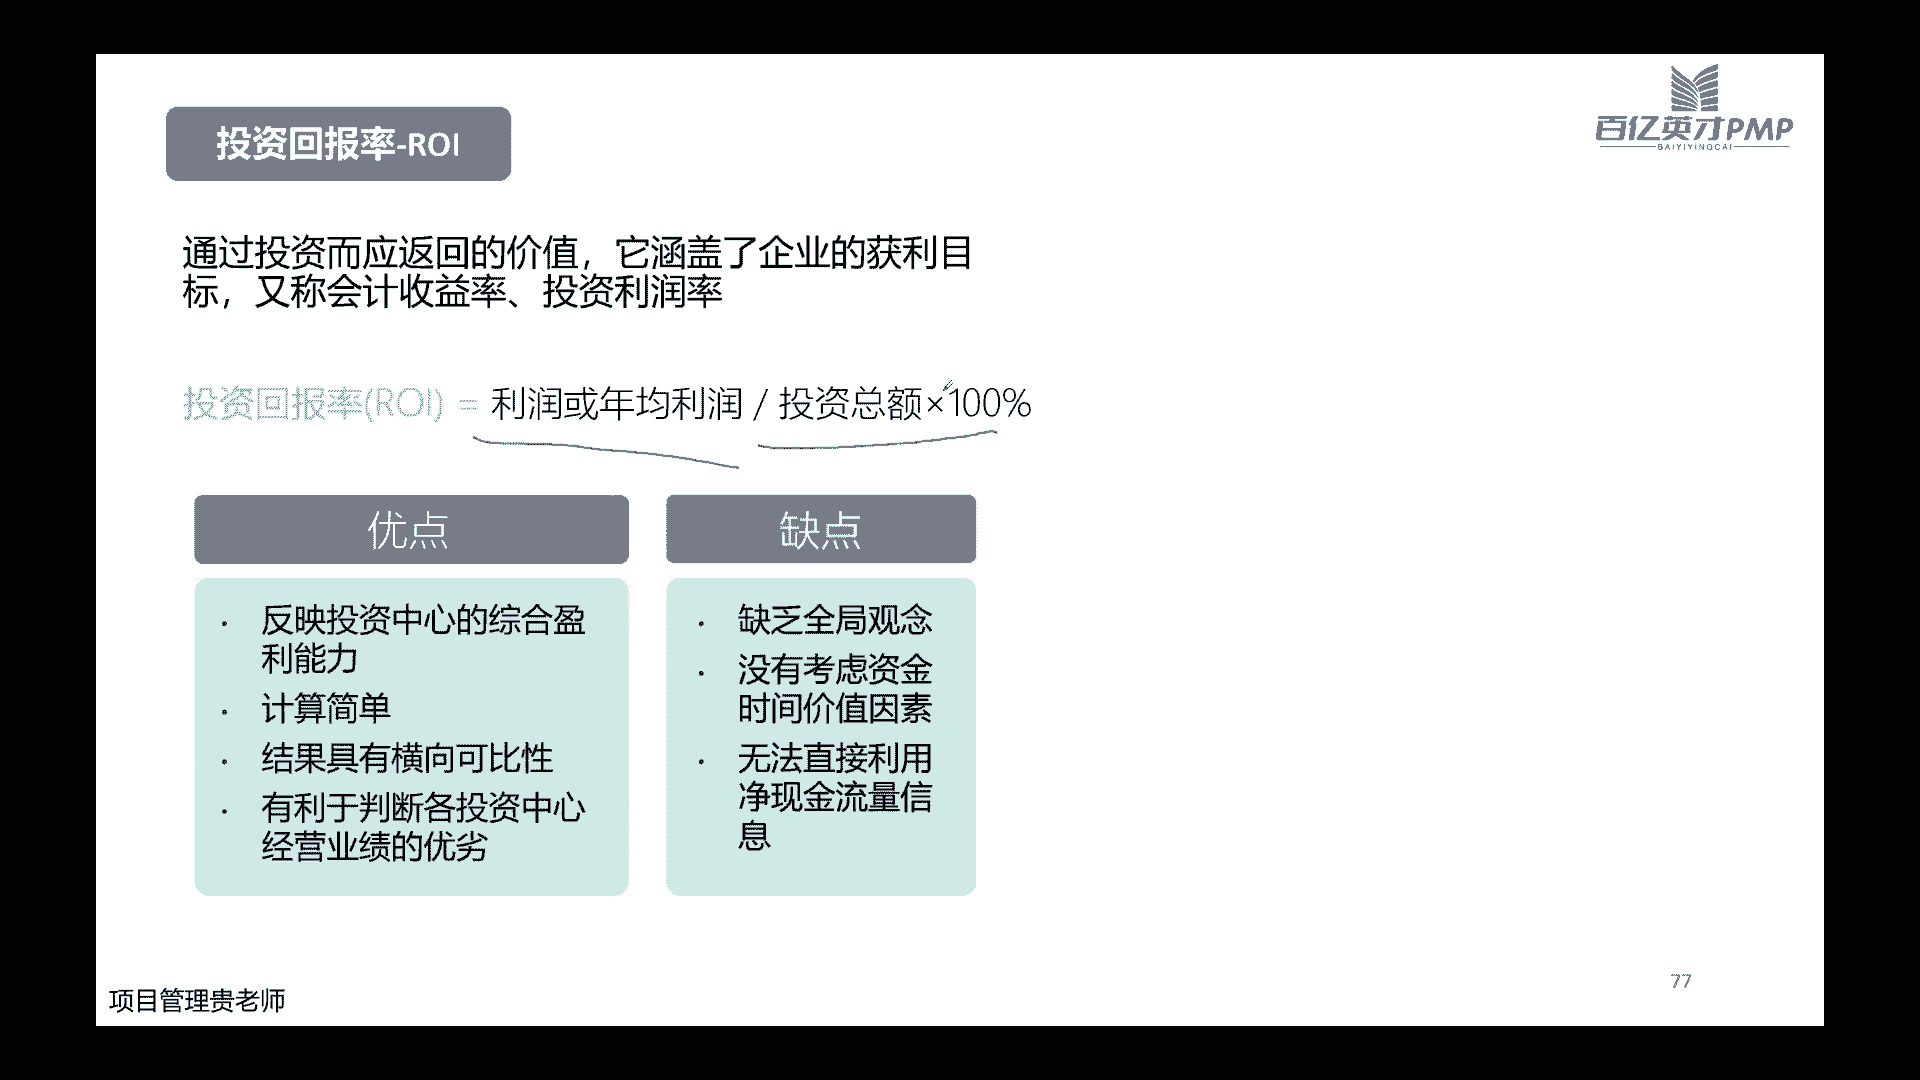 投资回报率-ROI
百亿英才PMP
BAIYIYINGCAI
通过投资而应返回的价值，它涵盖了企业的获利目
标，又称会计收益率、投资利润率
投资回报率(ROI) = 利润或年均利润 / 投资总额×100%
优点
· 反映投资中心的综合盈
利能力
· 计算简单
· 结果具有横向可比性
· 有利于判断各投资中心
经营业绩的优劣
缺点
· 缺乏全局观念
· 没有考虑资金
时间价值因素
· 无法直接利用
净现金流量信
息
77
项目管理贵老师